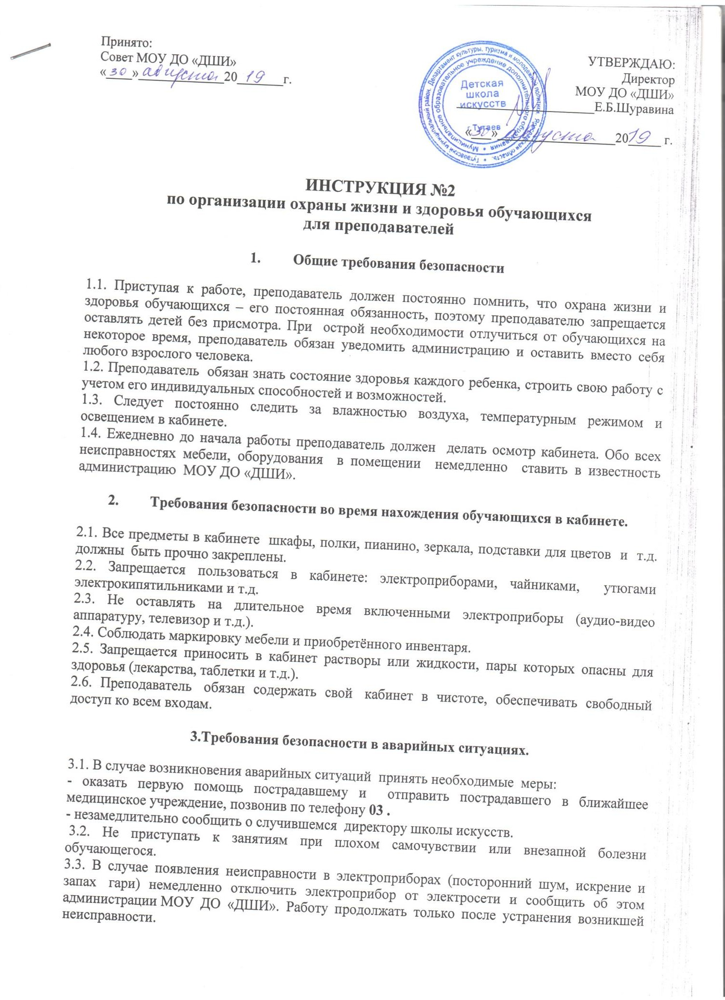 Принято:
Совет МОУ ДО «ДШИ»
«30» августа 2019 г.
УТВЕРЖДАЮ:
Директор
МОУ ДО «ДШИ»
Е.Б.Шуравина
«30» августа 2019 г.
Тутаевский муниципальный район. Департамент культуры, туризма и молодежной политики. Ярославская область.
Муниципальное образовательное учреждение дополнительного образования
Детская
школа
искусств
г. Тутаев
ИНСТРУКЦИЯ №2
по организации охраны жизни и здоровья обучающихся
для преподавателей
1. Общие требования безопасности
1.1. Приступая к работе, преподаватель должен постоянно помнить, что охрана жизни и
здоровья обучающихся – его постоянная обязанность, поэтому преподавателю запрещается
оставлять детей без присмотра. При острой необходимости отлучиться от обучающихся на
некоторое время, преподаватель обязан уведомить администрацию и оставить вместо себя
любого взрослого человека.
1.2. Преподаватель обязан знать состояние здоровья каждого ребенка, строить свою работу с
учетом его индивидуальных способностей и возможностей.
1.3. Следует постоянно следить за влажностью воздуха, температурным режимом и
освещением в кабинете.
1.4. Ежедневно до начала работы преподаватель должен делать осмотр кабинета. Обо всех
неисправностях мебели, оборудования в помещении немедленно ставить в известность
администрацию МОУ ДО «ДШИ».
2. Требования безопасности во время нахождения обучающихся в кабинете.
2.1. Все предметы в кабинете шкафы, полки, пианино, зеркала, подставки для цветов и т.д.
должны быть прочно закреплены.
2.2. Запрещается пользоваться в кабинете: электроприборами, чайниками, утюгами
электрокипятильниками и т.д.
2.3. Не оставлять на длительное время включенными электроприборы (аудио-видео
аппаратуру, телевизор и т.д.).
2.4. Соблюдать маркировку мебели и приобретённого инвентаря.
2.5. Запрещается приносить в кабинет растворы или жидкости, пары которых опасны для
здоровья (лекарства, таблетки и т.д.).
2.6. Преподаватель обязан содержать свой кабинет в чистоте, обеспечивать свободный
доступ ко всем входам.
3.Требования безопасности в аварийных ситуациях.
3.1. В случае возникновения аварийных ситуаций принять необходимые меры:
- оказать первую помощь пострадавшему и отправить пострадавшего в ближайшее
медицинское учреждение, позвонив по телефону 03 .
- незамедлительно сообщить о случившемся директору школы искусств.
3.2. Не приступать к занятиям при плохом самочувствии или внезапной болезни
обучающегося.
3.3. В случае появления неисправности в электроприборах (посторонний шум, искрение и
запах гари) немедленно отключить электроприбор от электросети и сообщить об этом
администрации МОУ ДО «ДШИ». Работу продолжать только после устранения возникшей
неисправности.